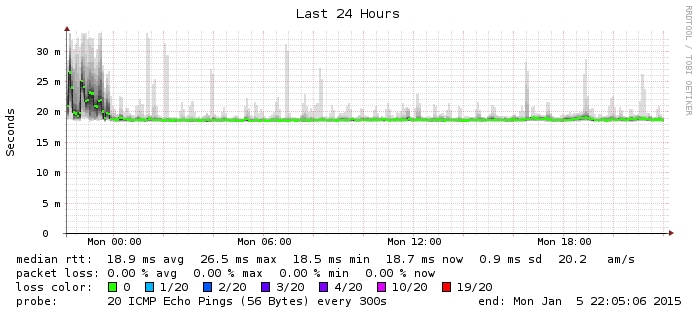 Last 24 Hours
RRDTOOL / TOBI OETIKER
Seconds
30 m
25 m
20 m
15 m
10 m
5 m
0
Mon 00:00 Mon 06:00 Mon 12:00 Mon 18:00
median rtt: 18.9 ms avg 26.5 ms max 18.5 ms min 18.7 ms now 0.9 ms sd 20.2 am/s
packet loss: 0.00 % avg 0.00 % max 0.00 % min 0.00 % now
loss color: 0 1/20 2/20 3/20 4/20 10/20 19/20
probe: 20 ICMP Echo Pings (56 Bytes) every 300s end: Mon Jan 5 22:05:06 2015